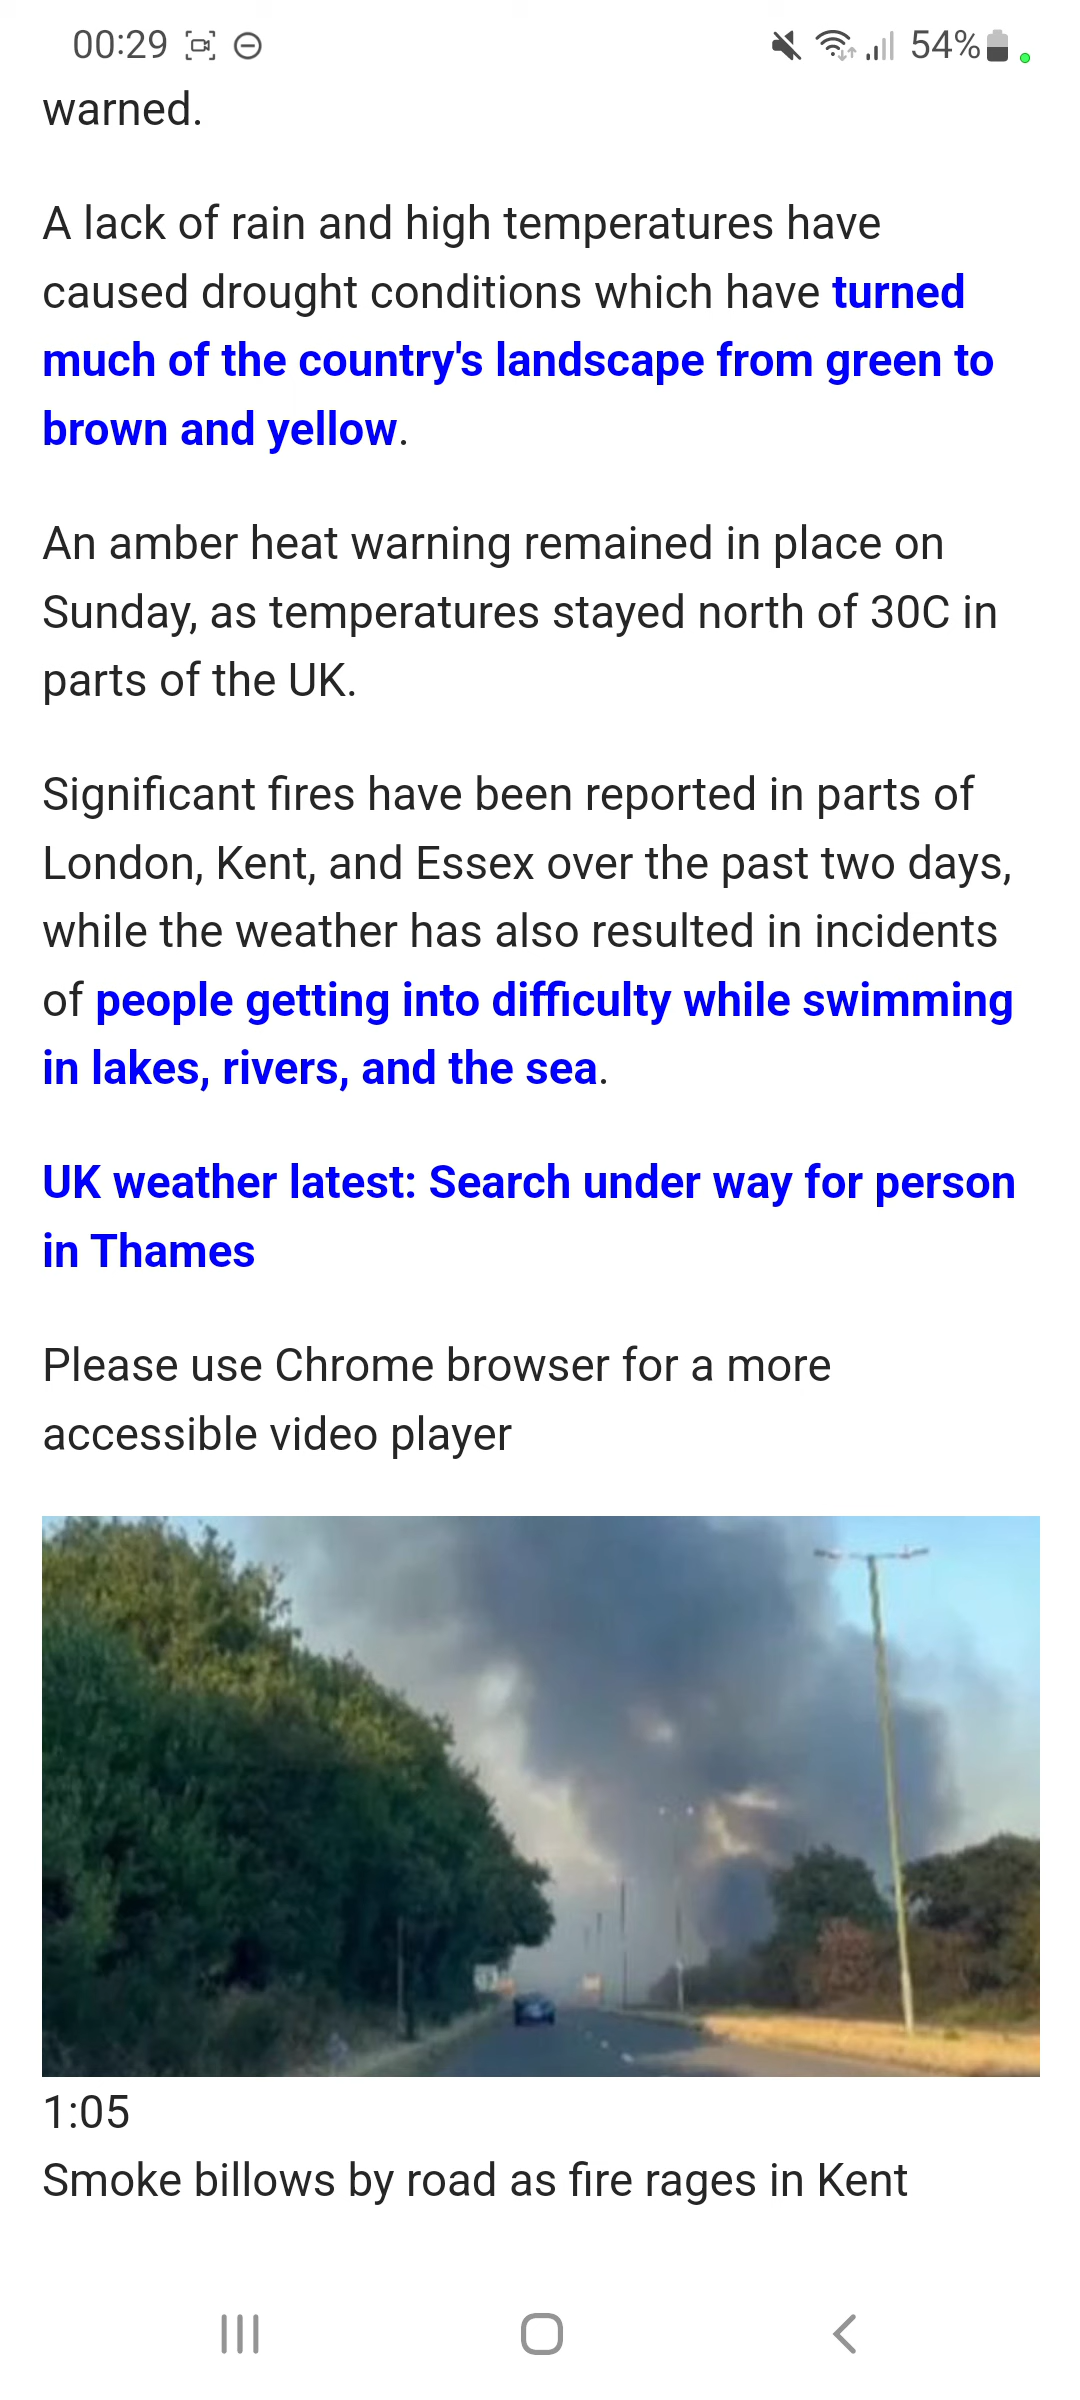 00:29
54%
warned.
A lack of rain and high temperatures have
caused drought conditions which have turned
much of the country's landscape from green to
brown and yellow.
An amber heat warning remained in place on
Sunday, as temperatures stayed north of 30C in
parts of the UK.
Significant fires have been reported in parts of
London, Kent, and Essex over the past two days,
while the weather has also resulted in incidents
of people getting into difficulty while swimming
in lakes, rivers, and the sea.
UK weather latest: Search under way for person
in Thames
Please use Chrome browser for a more
accessible video player
1:05
Smoke billows by road as fire rages in Kent